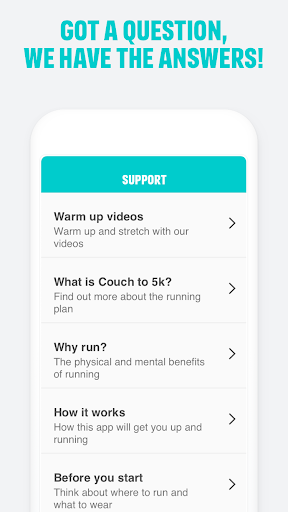 GOT A QUESTION,
WE HAVE THE ANSWERS!
SUPPORT
Warm up videos
Warm up and stretch with our
videos
What is Couch to 5k?
Find out more about the running
plan
Why run?
The physical and mental benefits
of running
How it works
How this app will get you up and
running
Before you start
Think about where to run and
what to wear